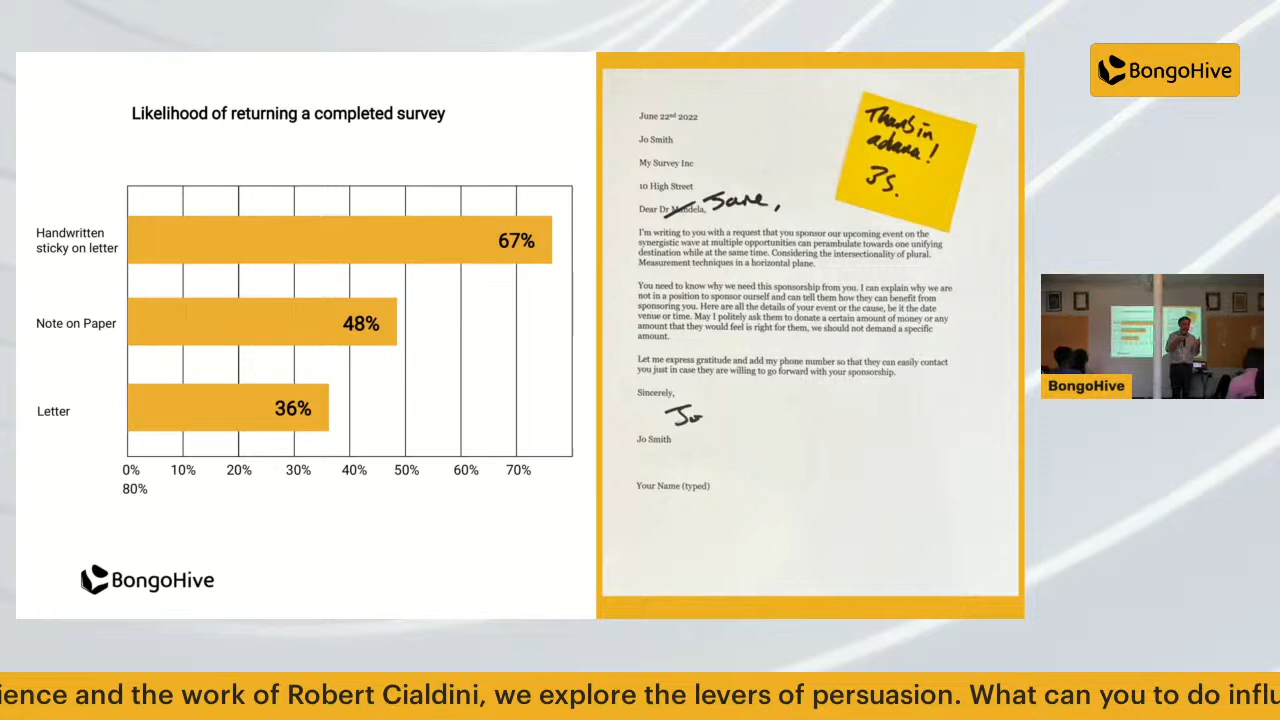 Likelihood of returning a completed survey
Handwritten
sticky on letter
67%
Note on Paper
48%
Letter
36%
0% 10% 20% 30% 40% 50% 60% 70%
80%
BongoHive
June 22nd 2022
Jo Smith
My Survey Inc
10 High Street
Dear Dr Mandela, Jane,
I'm writing to you with a request that you sponsor our upcoming event on the
synergistic wave at multiple opportunities can perambulate towards one unifying
destination while at the same time. Considering the intersectionality of plural.
Measurement techniques in a horizontal plane.
You need to know why we need this sponsorship from you. I can explain why we are
not in a position to sponsor ourself and can tell them how they can benefit from
sponsoring you. Here are all the details of your event or the cause, be it the date
venue or time. May I politely ask them to donate a certain amount of money or any
amount that they would feel is right for them, we should not demand a specific
amount.
Let me express gratitude and add my phone number so that they can easily contact
you just in case they are willing to go forward with your sponsorship.
Sincerely,
Jo
Jo Smith
Your Name (typed)
Thanks in
advance!
JS.
BongoHive
BongoHive
ience and the work of Robert Cialdini, we explore the levers of persuasion. What can you to do influ